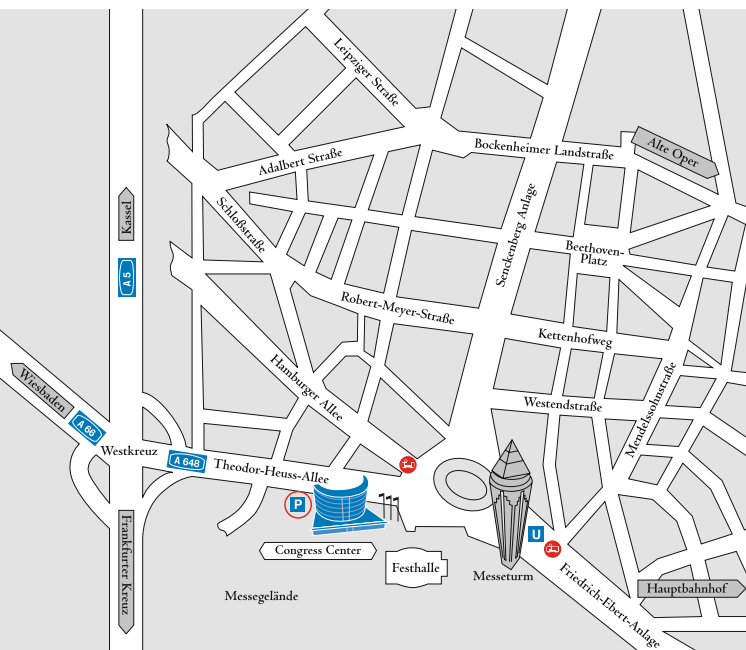 Leipziger Straße
Bockenheimer Landstraße
Alte Oper
Adalbert Straße
Kassel
Schloßstraße
Senckenberg Anlage
Beethoven-
Platz
A 5
Robert-Meyer-Straße
Kettenhofweg
Hamburger Allee
Wiesbaden
Westendstraße
Mendelssohnstraße
A 66
Westkreuz
A 648
Theodor-Heuss-Allee
P
Frankfurter Kreuz
U
Congress Center
Festhalle
Messeturm
Friedrich-Ebert-Anlage
Hauptbahnhof
Messegelände